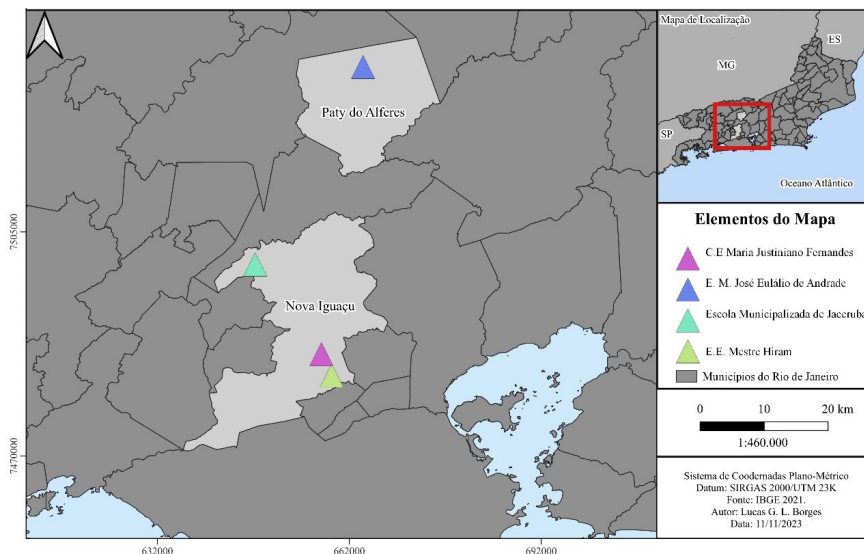 Paty do Alferes
Nova Iguaçu
7505000
7470000
632000
662000
692000
Mapa de Localização
ES
MG
SP
Oceano Atlântico
Elementos do Mapa
C.E Maria Justiniano Fernandes
E. M. José Eulálio de Andrade
Escola Municipalizada de Jaceruba
E.E. Mestre Hiram
Municípios do Rio de Janeiro
0 10 20 km
1:460.000
Sistema de Coodernadas Plano-Métrico
Datum: SIRGAS 2000/UTM 23K
Fonte: IBGE 2021.
Autor: Lucas G. L. Borges
Data: 11/11/2023